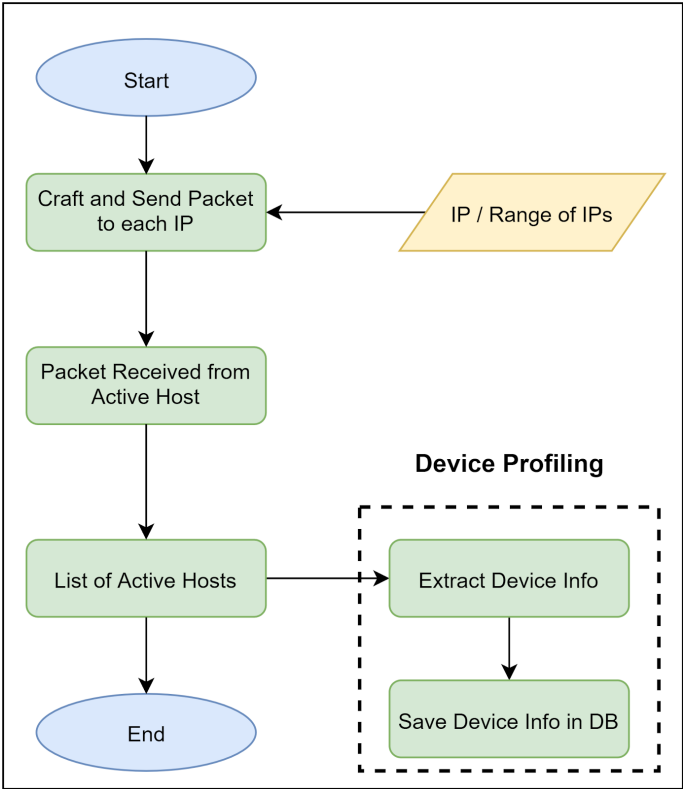 Start
Craft and Send Packet
to each IP
IP / Range of IPs
Packet Received from
Active Host
Device Profiling
List of Active Hosts
Extract Device Info
Save Device Info in DB
End